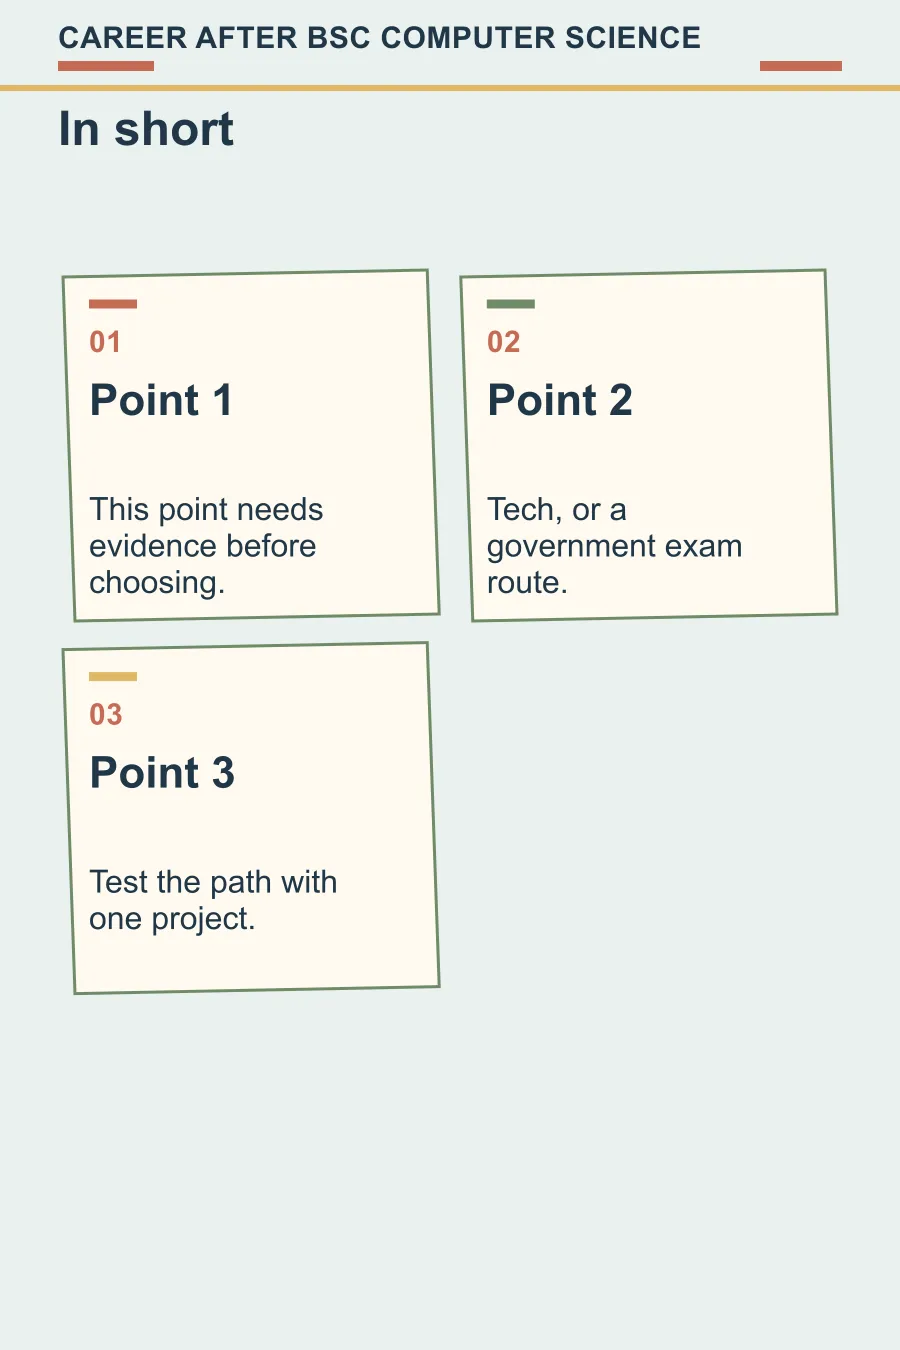 CAREER AFTER BSC COMPUTER SCIENCE
In short
01
Point 1
This point needs
evidence before
choosing.
02
Point 2
Tech, or a
government exam
route.
03
Point 3
Test the path with
one project.